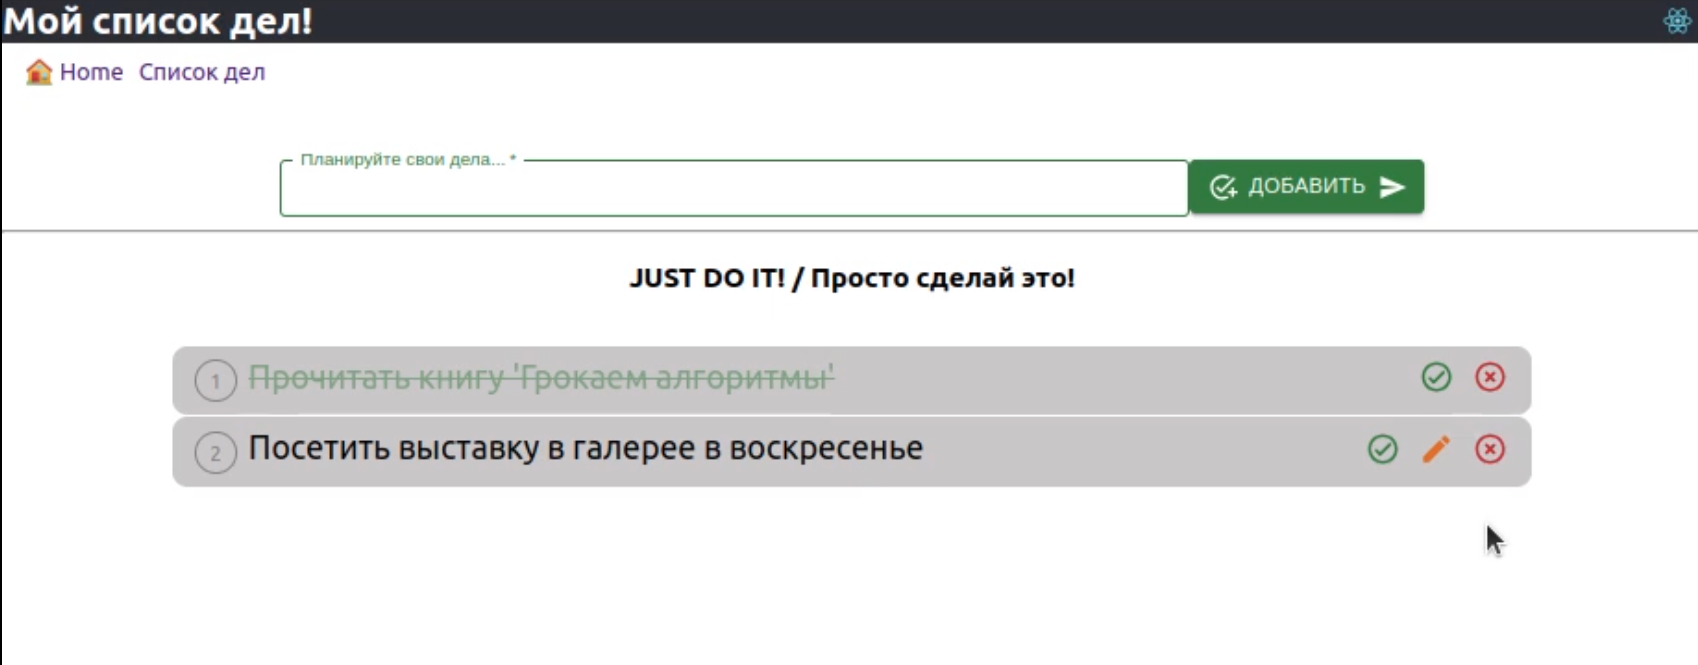 Мой список дел!
Home Список дел
Планируйте свои дела... *
ДОБАВИТЬ
JUST DO IT! / Просто сделай это!
1 Прочитать книгу 'Грокаем алгоритмы'
2 Посетить выставку в галерее в воскресенье